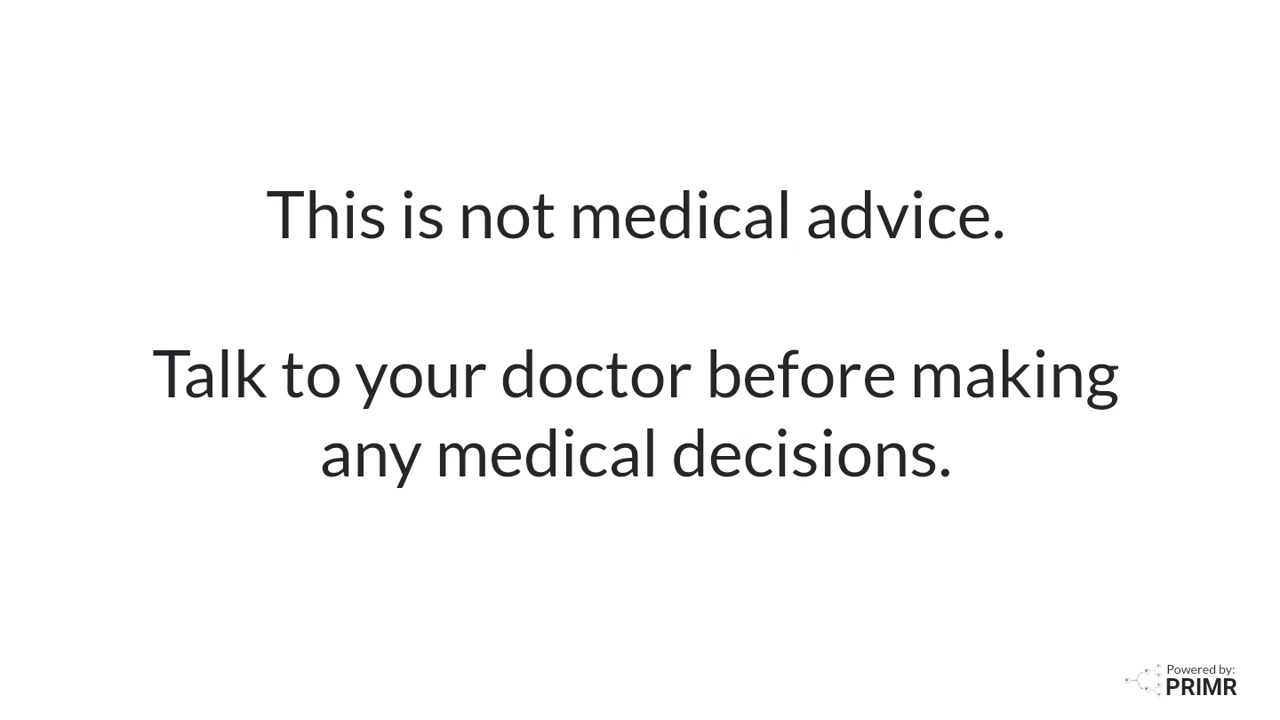 This is not medical advice.
Talk to your doctor before making
any medical decisions.
Powered by:
PRIMR